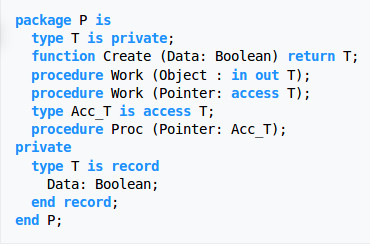 package P is
type T is private;
function Create (Data: Boolean) return T;
procedure Work (Object : in out T);
procedure Work (Pointer: access T);
type Acc_T is access T;
procedure Proc (Pointer: Acc_T);
private
type T is record
Data: Boolean;
end record;
end P;